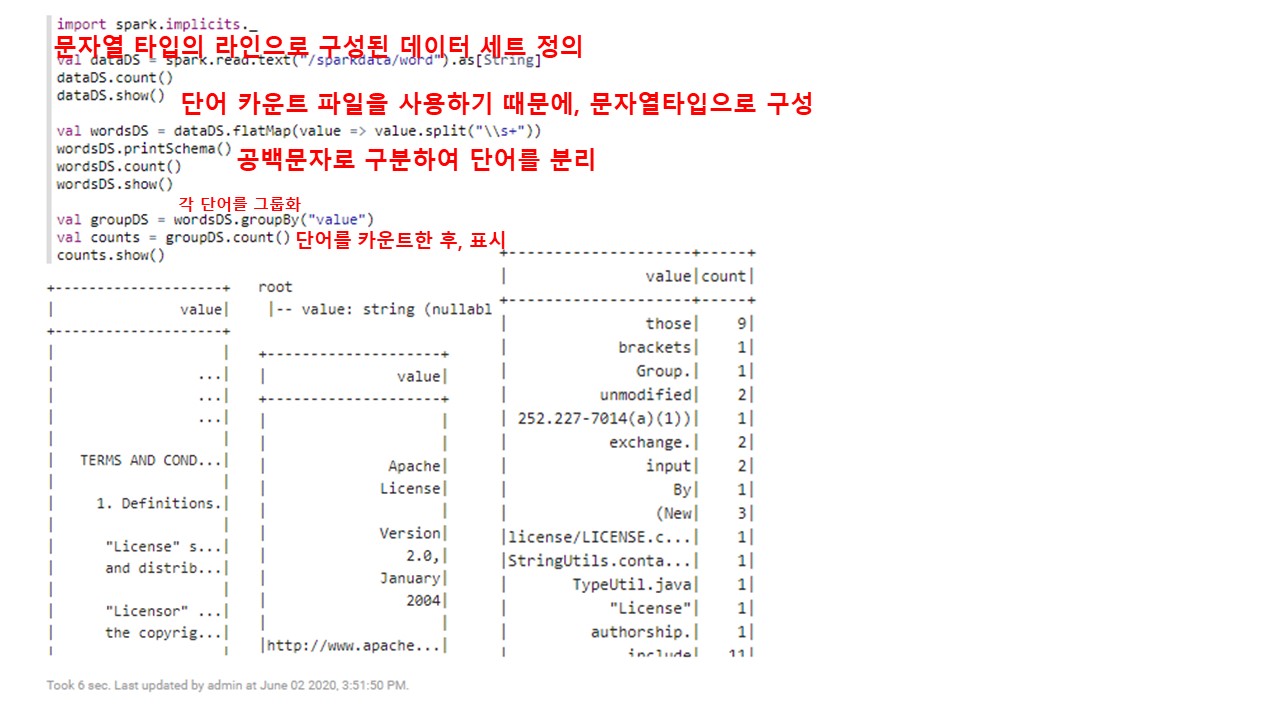 import spark.implicits._
문자열 타입의 라인으로 구성된 데이터 세트 정의
val dataDS = spark.read.text("/sparkdata/word").as[String]
dataDS.count()
dataDS.show()
단어 카운트 파일을 사용하기 때문에, 문자열타입으로 구성
val wordsDS = dataDS.flatMap(value => value.split("\\s+"))
wordsDS.printSchema()
공백문자로 구분하여 단어를 분리
wordsDS.count()
wordsDS.show()
각 단어를 그룹화
val groupDS = wordsDS.groupBy("value")
val counts = groupDS.count() 단어를 카운트한 후, 표시
counts.show()
+--------------------+
|               value|
+--------------------+
|                    |
|                 ...|
|                 ...|
|                 ...|
|                    |
|   TERMS AND COND...|
|                    |
|     1. Definitions.|
|                    |
|      "License" s...|
|      and distrib...|
|                    |
|      "Licensor" ...|
|      the copyrig...|
|                    |
root
|-- value: string (nullabl
+--------------------+
|               value|
+--------------------+
|                    |
|                    |
|              Apache|
|             License|
|                    |
|             Version|
|                2.0,|
|             January|
|                2004|
|                    |
|http://www.apache...|
+--------------------+-----+
|               value|count|
+--------------------+-----+
|               those|    9|
|            brackets|    1|
|              Group.|    1|
|          unmodified|    2|
| 252.227-7014(a)(1))|    1|
|           exchange.|    2|
|               input|    2|
|                  By|    1|
|                (New|    3|
|license/LICENSE.c...|    1|
|StringUtils.conta...|    1|
|       TypeUtil.java|    1|
|           "License"|    1|
|         authorship.|    1|
|             include|   11|
Took 6 sec. Last updated by admin at June 02 2020, 3:51:50 PM.